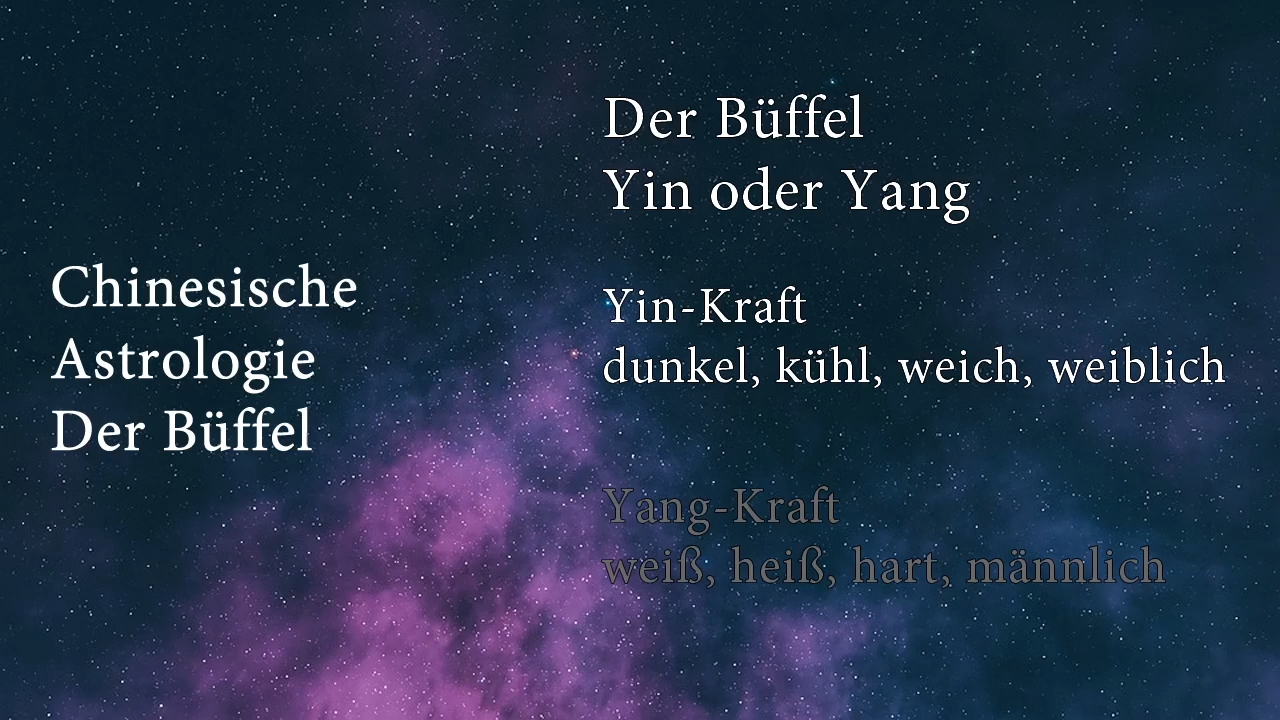 Chinesische
Astrologie
Der Büffel
Der Büffel
Yin oder Yang
Yin-Kraft
dunkel, kühl, weich, weiblich
Yang-Kraft
weiß, heiß, hart, männlich